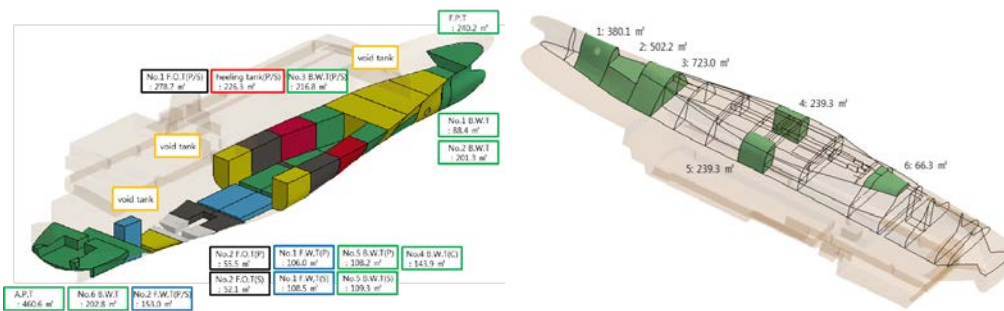 F.P.T
: 240.2 ㎥
void tank
No.1 F.O.T(P/S)
: 278.7 ㎥
heeling tank(P/S)
: 226.3 ㎥
No.3 B.W.T(P/S)
: 216.8 ㎥
No.1 B.W.T
: 88.4 ㎥
No.2 B.W.T
: 201.3 ㎥
void tank
void tank
No.2 F.O.T(P)
: 55.5 ㎥
No.1 F.W.T(P)
: 106.0 ㎥
No.5 B.W.T(P)
: 108.2 ㎥
No.4 B.W.T(C)
: 143.9 ㎥
No.2 F.O.T(S)
: 52.1 ㎥
No.1 F.W.T(S)
: 108.5 ㎥
No.5 B.W.T(S)
: 109.3 ㎥
A.P.T
: 460.6 ㎥
No.6 B.W.T
: 202.8 ㎥
No.2 F.W.T(P/S)
: 153.0 ㎥
1: 380.1 ㎥
2: 502.2 ㎥
3: 723.0 ㎥
4: 239.3 ㎥
5: 239.3 ㎥
6: 66.3 ㎥